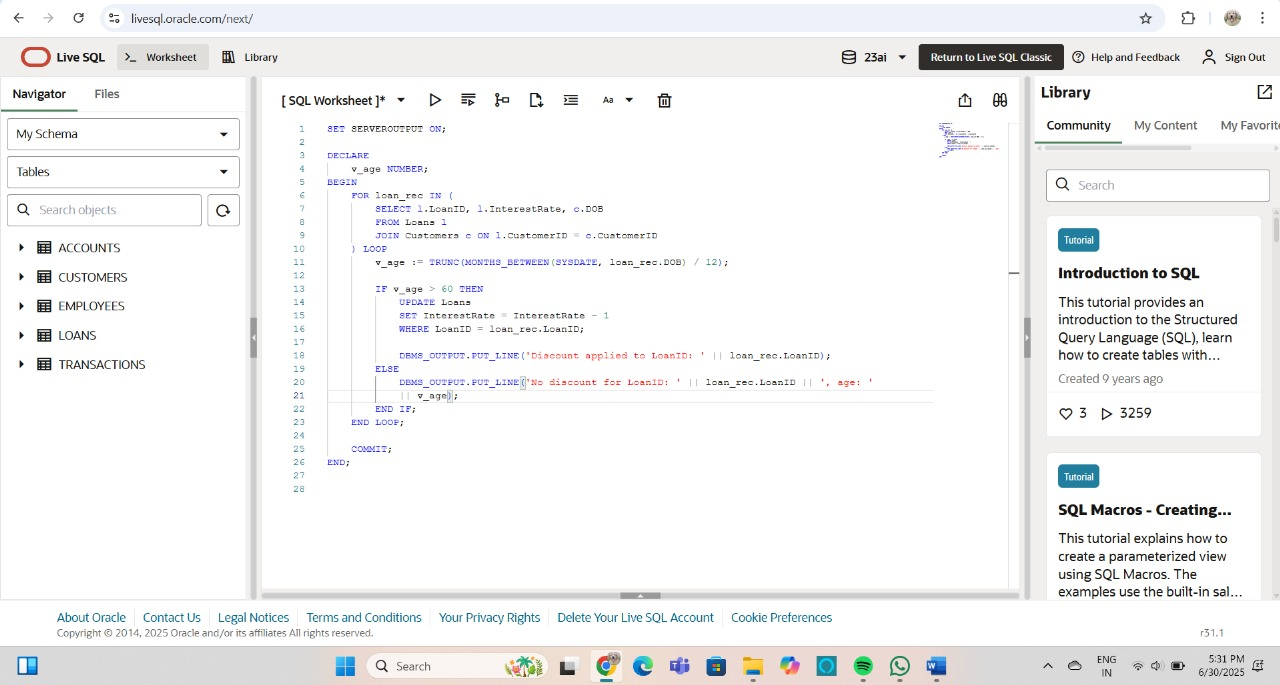 livesql.oracle.com/next/
Live SQL
Worksheet
Library
23ai
Return to Live SQL Classic
Help and Feedback
Sign Out
Navigator
Files
My Schema
Tables
Search objects
ACCOUNTS
CUSTOMERS
EMPLOYEES
LOANS
TRANSACTIONS
[ SQL Worksheet ]*
Aa
1 SET SERVEROUTPUT ON;
2
3 DECLARE
4 v_age NUMBER;
5 BEGIN
6 FOR loan_rec IN (
7 SELECT l.LoanID, l.InterestRate, c.DOB
8 FROM Loans l
9 JOIN Customers c ON l.CustomerID = c.CustomerID
10 ) LOOP
11 v_age := TRUNC(MONTHS_BETWEEN(SYSDATE, loan_rec.DOB) / 12);
12
13 IF v_age > 60 THEN
14 UPDATE Loans
15 SET InterestRate = InterestRate - 1
16 WHERE LoanID = loan_rec.LoanID;
17
18 DBMS_OUTPUT.PUT_LINE('Discount applied to LoanID: ' || loan_rec.LoanID);
19 ELSE
20 DBMS_OUTPUT.PUT_LINE('No discount for LoanID: ' || loan_rec.LoanID || ', age: '
21 || v_age);
22 END IF;
23 END LOOP;
24
25 COMMIT;
26 END;
27
28
Library
Community
My Content
My Favorit
Search
Tutorial
Introduction to SQL
This tutorial provides an
introduction to the Structured
Query Language (SQL), learn
how to create tables with...
Created 9 years ago
3 3259
Tutorial
SQL Macros - Creating...
This tutorial explains how to
create a parameterized view
using SQL Macros. The
examples use the built-in sal...
About Oracle
Contact Us
Legal Notices
Terms and Conditions
Your Privacy Rights
Delete Your Live SQL Account
Cookie Preferences
Copyright © 2014, 2025 Oracle and/or its affiliates All rights reserved.
r31.1
Search
ENG
IN
5:31 PM
6/30/2025